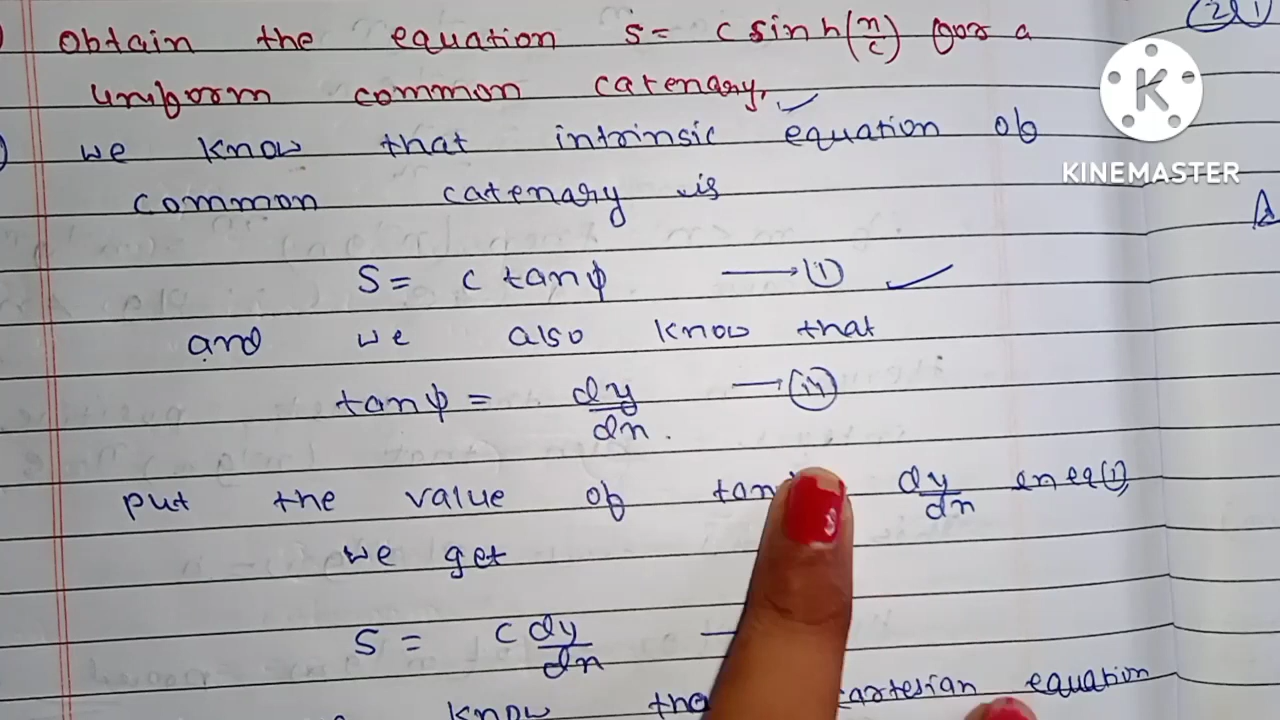 obtain the equation s= c sinh(x/c) for a
uniform common catenary.
we know that intrinsic equation of
common catenary is
S= c tanψ → (i)
and we also know that
tanψ = dy/dx → (ii)
put the value of tan dy/dx in eq(i)
we get
S = c dy/dx
know cartesian equation
K
KINEMASTER